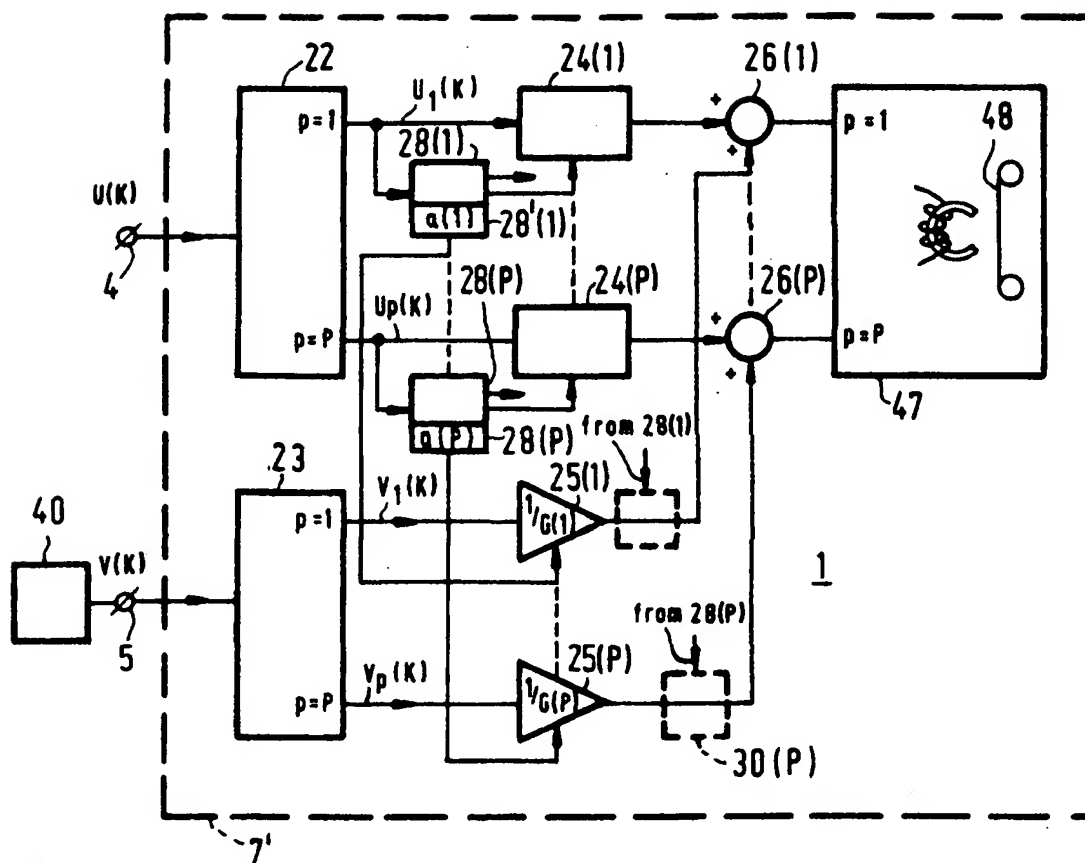 22
24(1)
26(1)
p=1
U1(K)
+
+
p=1
48
28(1)
U(K)
a(1)
28'(1)
4
28(P)
24(P)
26(P)
p=P
Up(K)
+
+
p=P
47
a(P)
28(P)
from 28(1)
23
V1(K)
25(1)
p=1
1/G(1)
40
V(K)
5
1
from 28(P)
25(P)
p=P
Vp(K)
1/G(P)
30(P)
7'